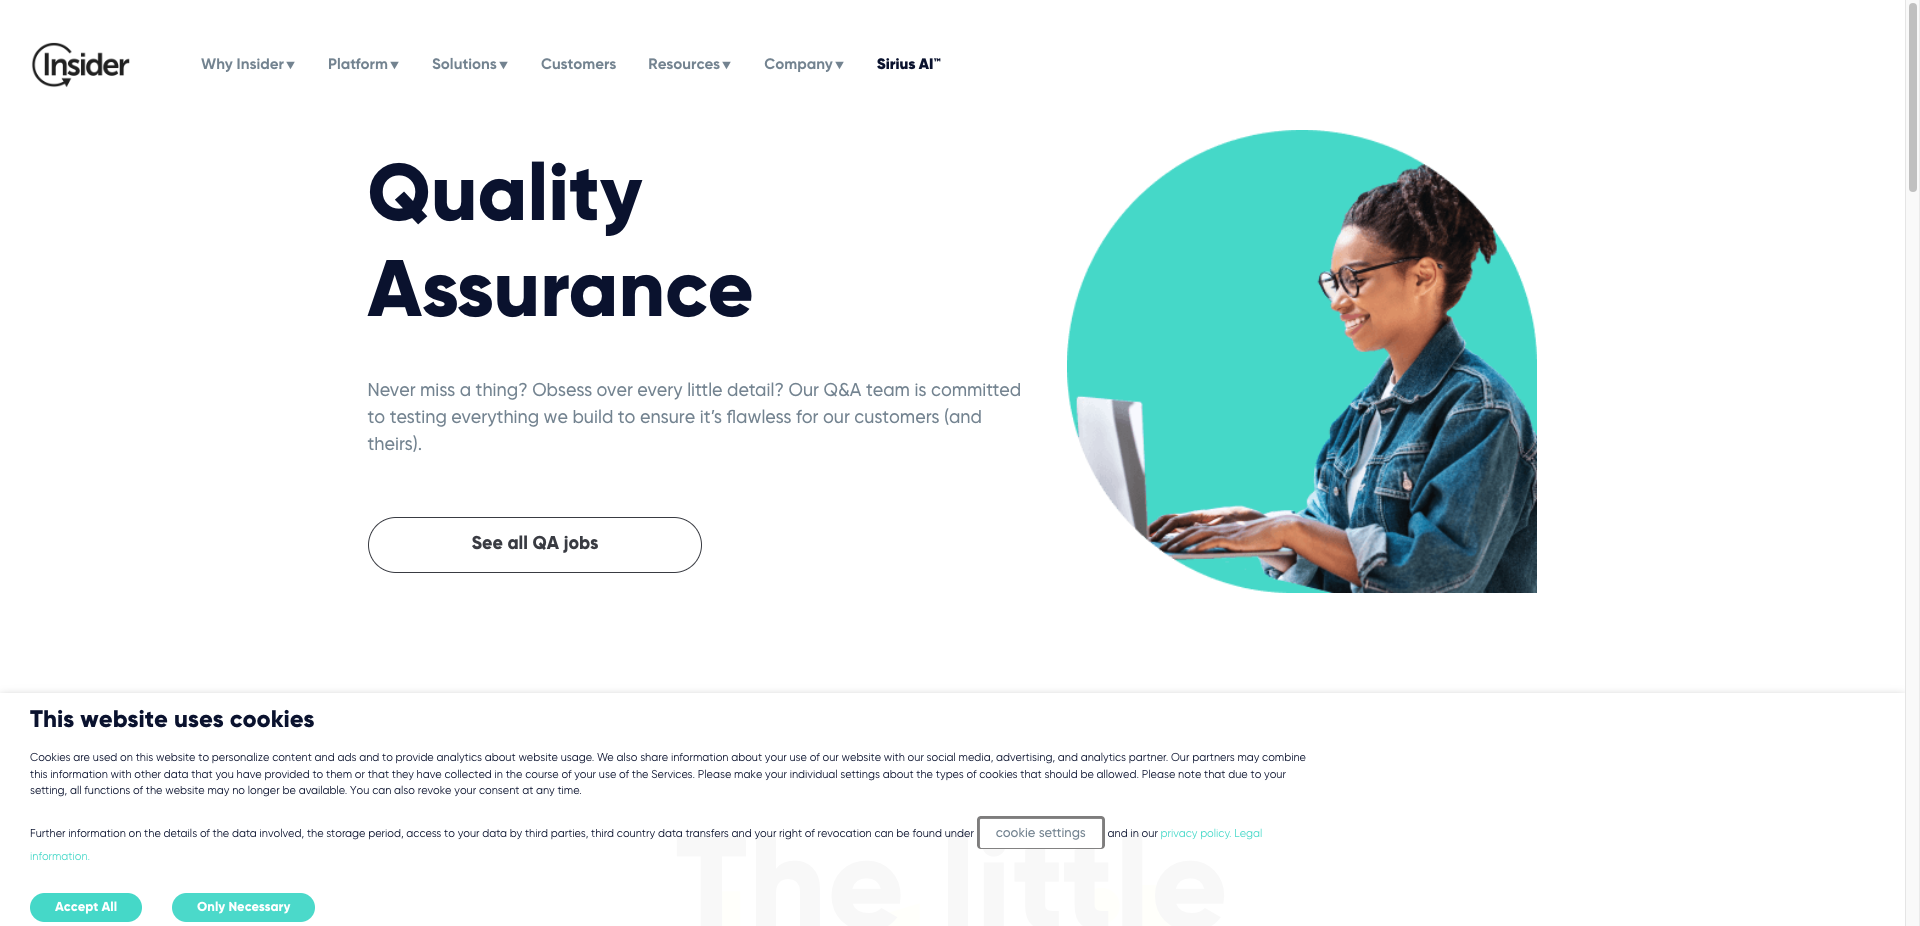 Insider
Why Insider ▾ Platform ▾ Solutions ▾ Customers Resources ▾ Company ▾ Sirius AI™
Quality
Assurance
Never miss a thing? Obsess over every little detail? Our Q&A team is committed
to testing everything we build to ensure it’s flawless for our customers (and
theirs).
See all QA jobs
This website uses cookies
Cookies are used on this website to personalize content and ads and to provide analytics about website usage. We also share information about your use of our website with our social media, advertising, and analytics partner. Our partners may combine
this information with other data that you have provided to them or that they have collected in the course of your use of the Services. Please make your individual settings about the types of cookies that should be allowed. Please note that due to your
setting, all functions of the website may no longer be available. You can also revoke your consent at any time.
Further information on the details of the data involved, the storage period, access to your data by third parties, third country data transfers and your right of revocation can be found under cookie settings and in our privacy policy. Legal
information.
The little
Accept All Only Necessary